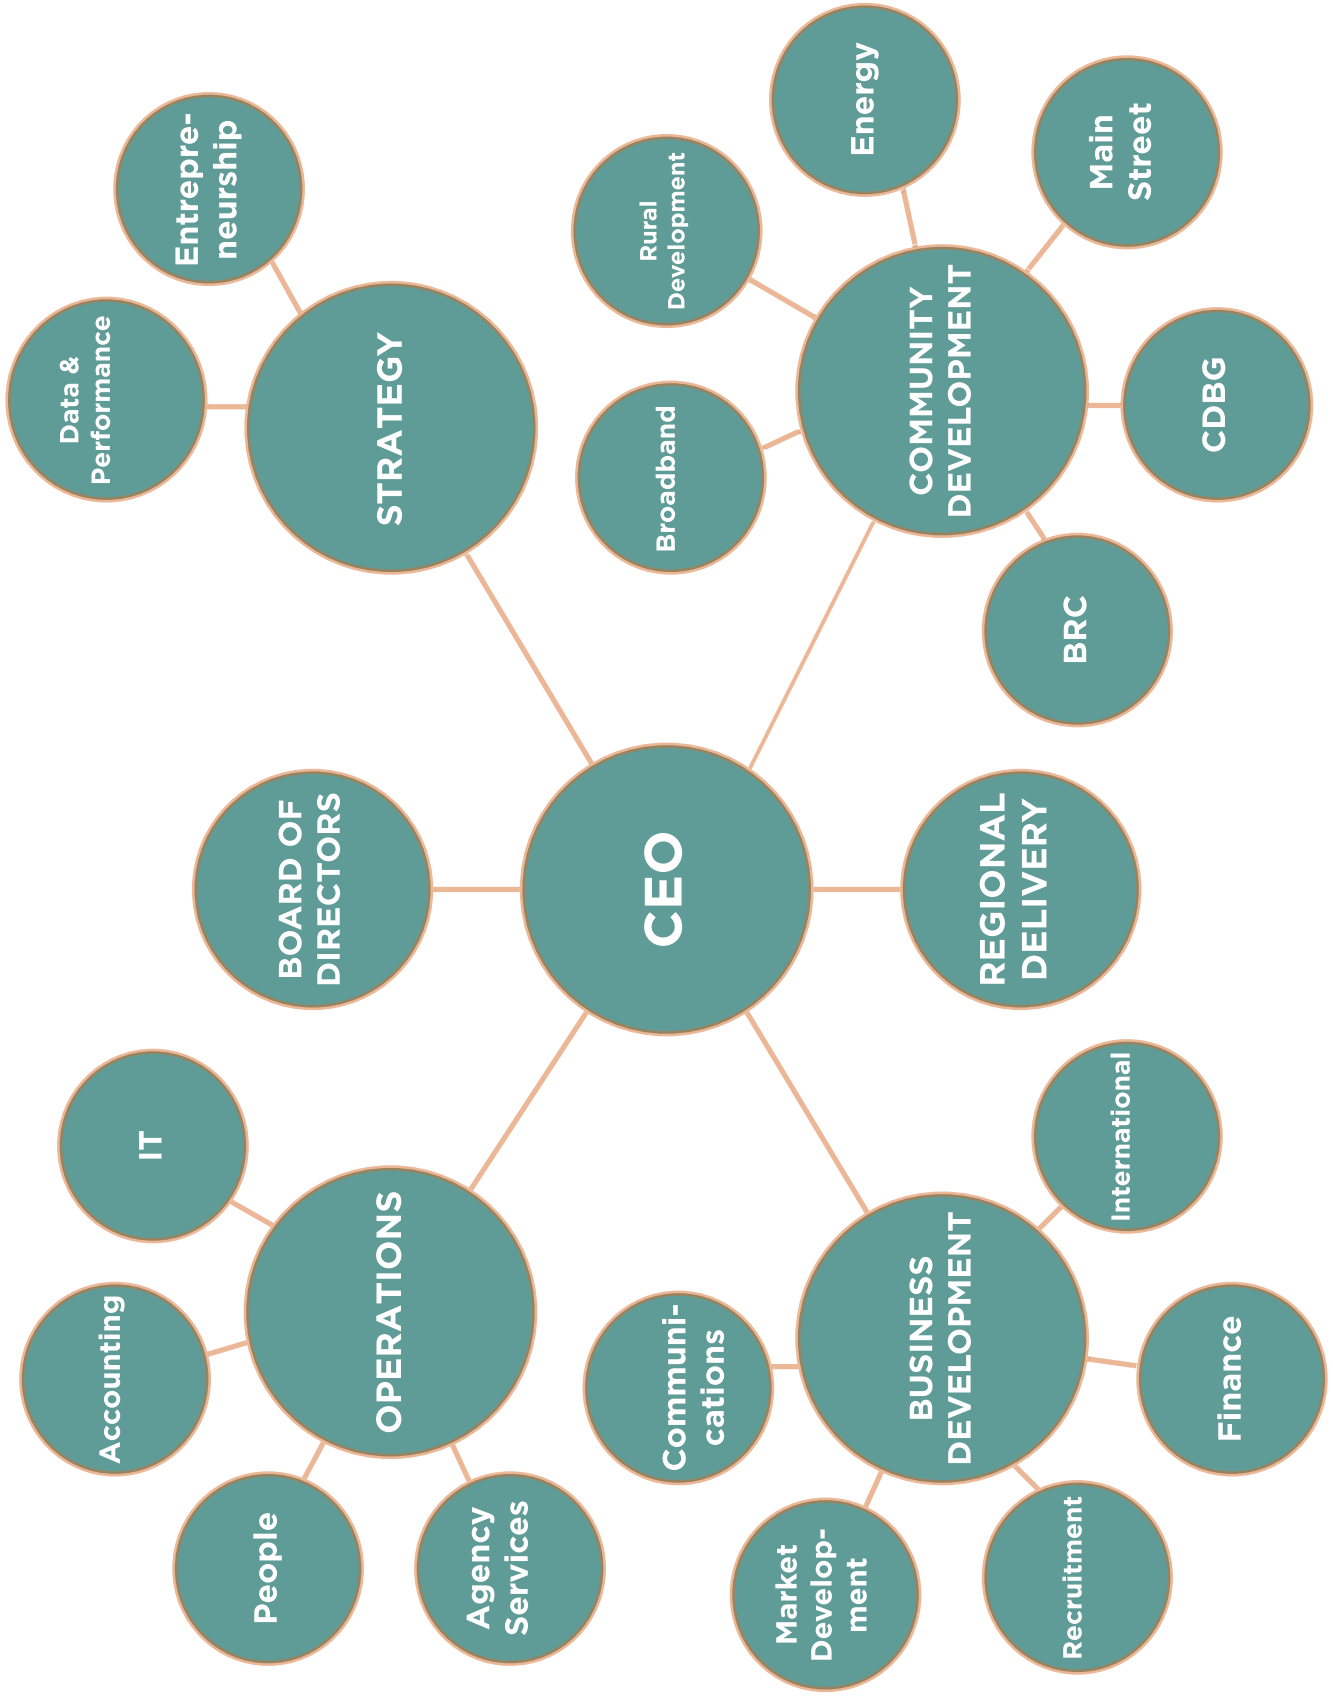 Accounting
IT
People
OPERATIONS
Agency
Services
BOARD OF
DIRECTORS
Data &
Performance
Entrepre-
neurship
STRATEGY
CEO
Communi-
cations
Market
Develop-
ment
BUSINESS
DEVELOPMENT
Recruitment
International
Finance
REGIONAL
DELIVERY
Broadband
Rural
Development
Energy
COMMUNITY
DEVELOPMENT
BRC
Main
Street
CDBG